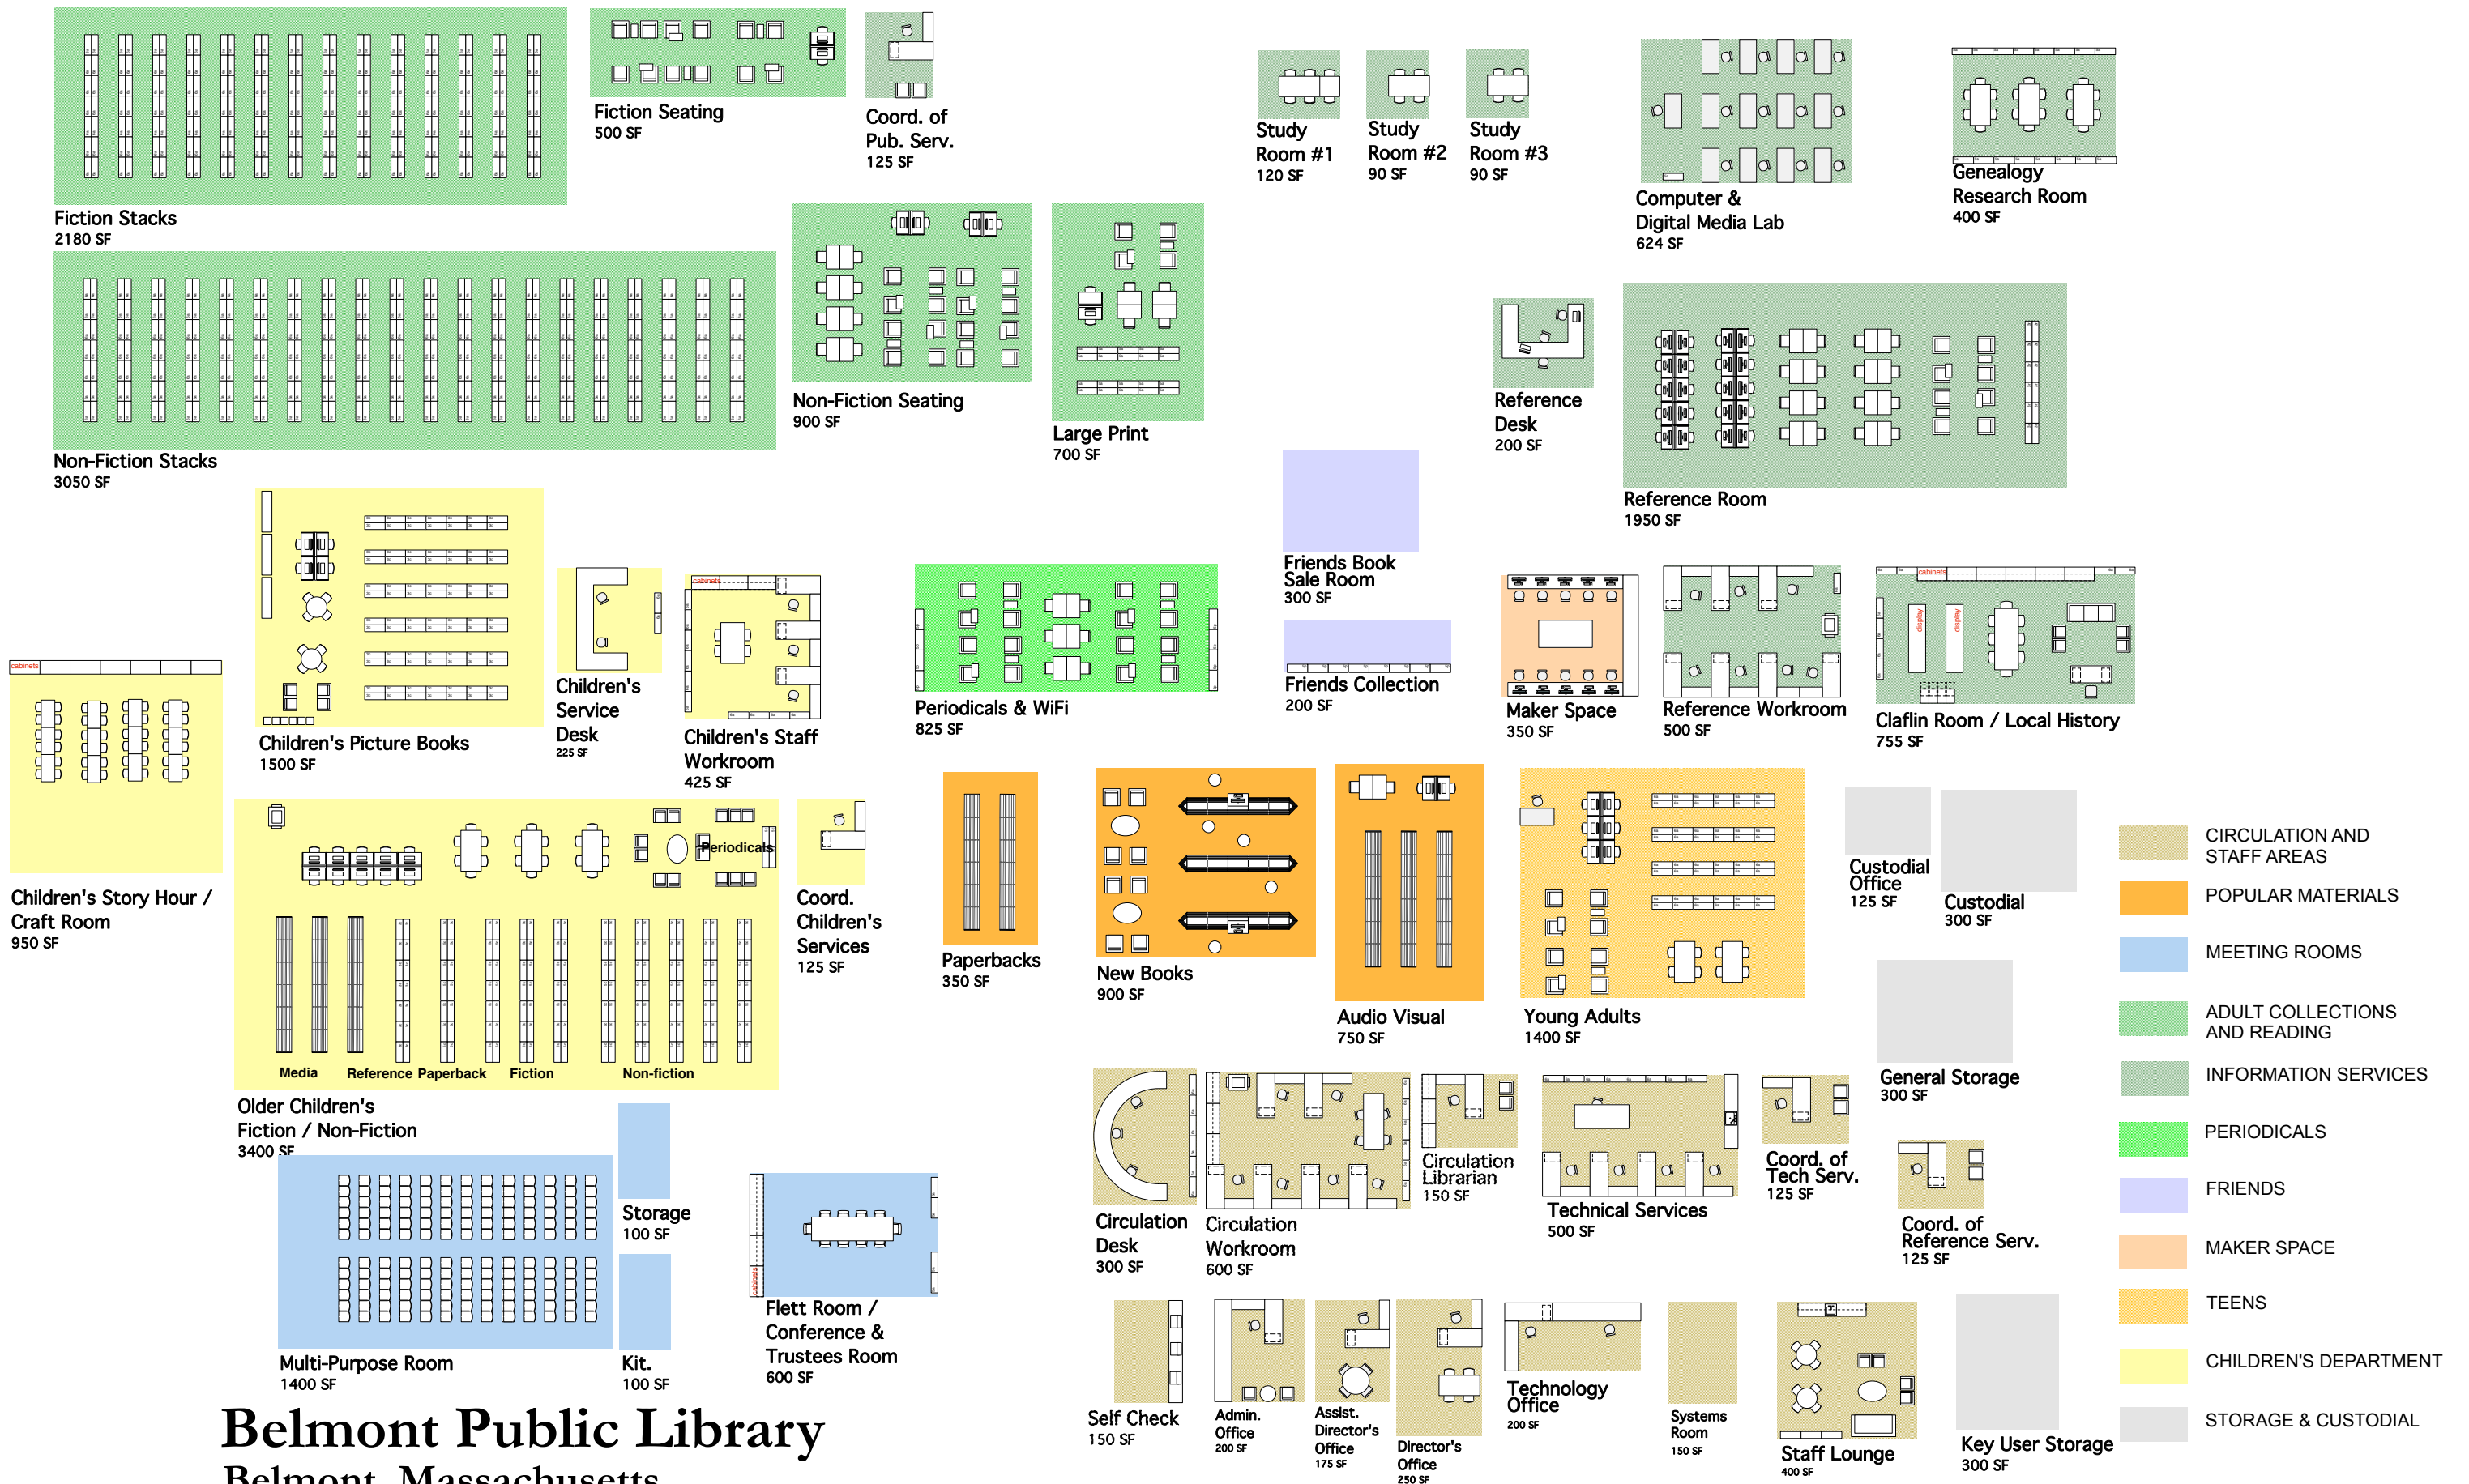 Fiction Stacks
2180 SF
Fiction Seating
500 SF
Coord. of
Pub. Serv.
125 SF
Study
Room #1
120 SF
Study
Room #2
90 SF
Study
Room #3
90 SF
Computer &
Digital Media Lab
624 SF
Genealogy
Research Room
400 SF
Non-Fiction Stacks
3050 SF
Non-Fiction Seating
900 SF
Large Print
700 SF
Reference
Desk
200 SF
Reference Room
1950 SF
Children's Picture Books
1500 SF
Children's
Service
Desk
225 SF
cabinets
Children's Staff
Workroom
425 SF
Periodicals & WiFi
825 SF
Friends Book
Sale Room
300 SF
Friends Collection
200 SF
Maker Space
350 SF
Reference Workroom
500 SF
cabinets
display
display
Claflin Room / Local History
755 SF
cabinets
Children's Story Hour /
Craft Room
950 SF
Periodicals
Media
Reference
Paperback
Fiction
Non-fiction
Older Children's
Fiction / Non-Fiction
3400 SF
Coord.
Children's
Services
125 SF
Paperbacks
350 SF
New Books
900 SF
Audio Visual
750 SF
Young Adults
1400 SF
Custodial
Office
125 SF
Custodial
300 SF
General Storage
300 SF
Multi-Purpose Room
1400 SF
Storage
100 SF
Kit.
100 SF
cabinets
Flett Room /
Conference &
Trustees Room
600 SF
Circulation
Desk
300 SF
Circulation
Workroom
600 SF
Circulation
Librarian
150 SF
Technical Services
500 SF
Coord. of
Tech Serv.
125 SF
Coord. of
Reference Serv.
125 SF
Self Check
150 SF
Admin.
Office
200 SF
Assist.
Director's
Office
175 SF
Director's
Office
250 SF
Technology
Office
200 SF
Systems
Room
150 SF
Staff Lounge
400 SF
Key User Storage
300 SF
CIRCULATION AND
STAFF AREAS
POPULAR MATERIALS
MEETING ROOMS
ADULT COLLECTIONS
AND READING
INFORMATION SERVICES
PERIODICALS
FRIENDS
MAKER SPACE
TEENS
CHILDREN'S DEPARTMENT
STORAGE & CUSTODIAL
Belmont Public Library
Belmont, Massachusetts